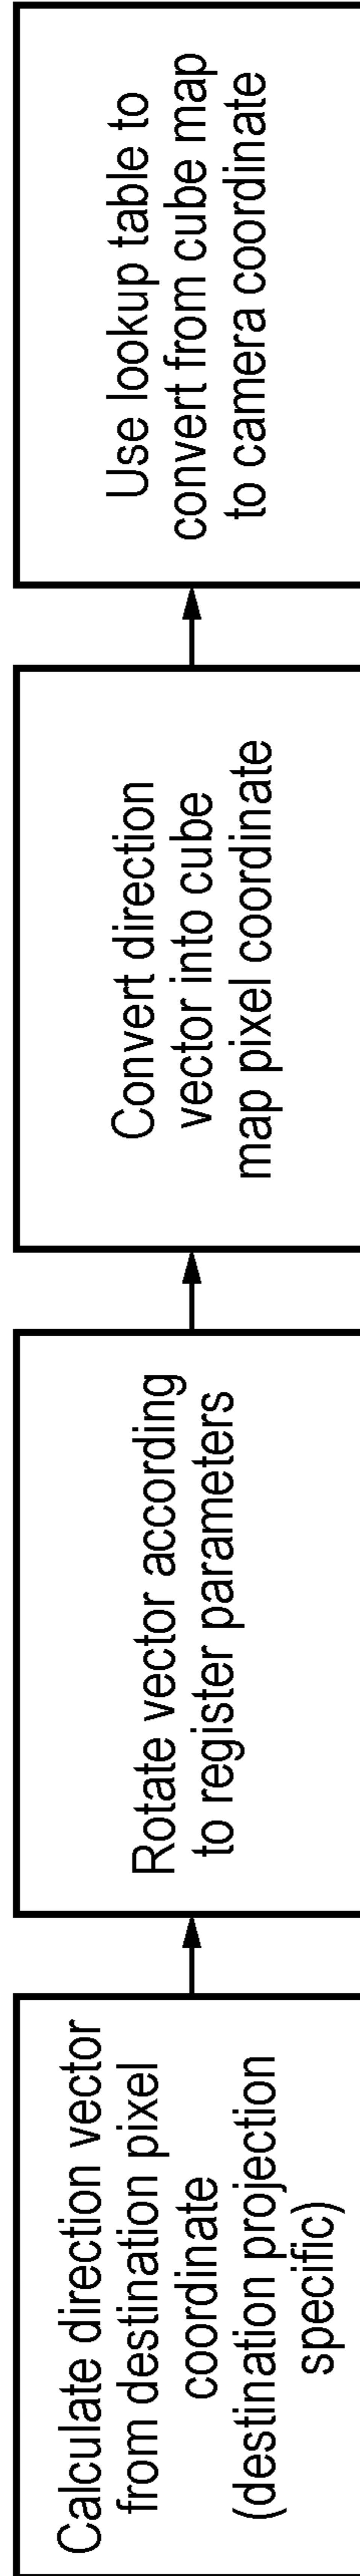 Calculate direction vector
from destination pixel
coordinate
(destination projection
specific)
Rotate vector according
to register parameters
Convert direction
vector into cube
map pixel coordinate
Use lookup table to
convert from cube map
to camera coordinate